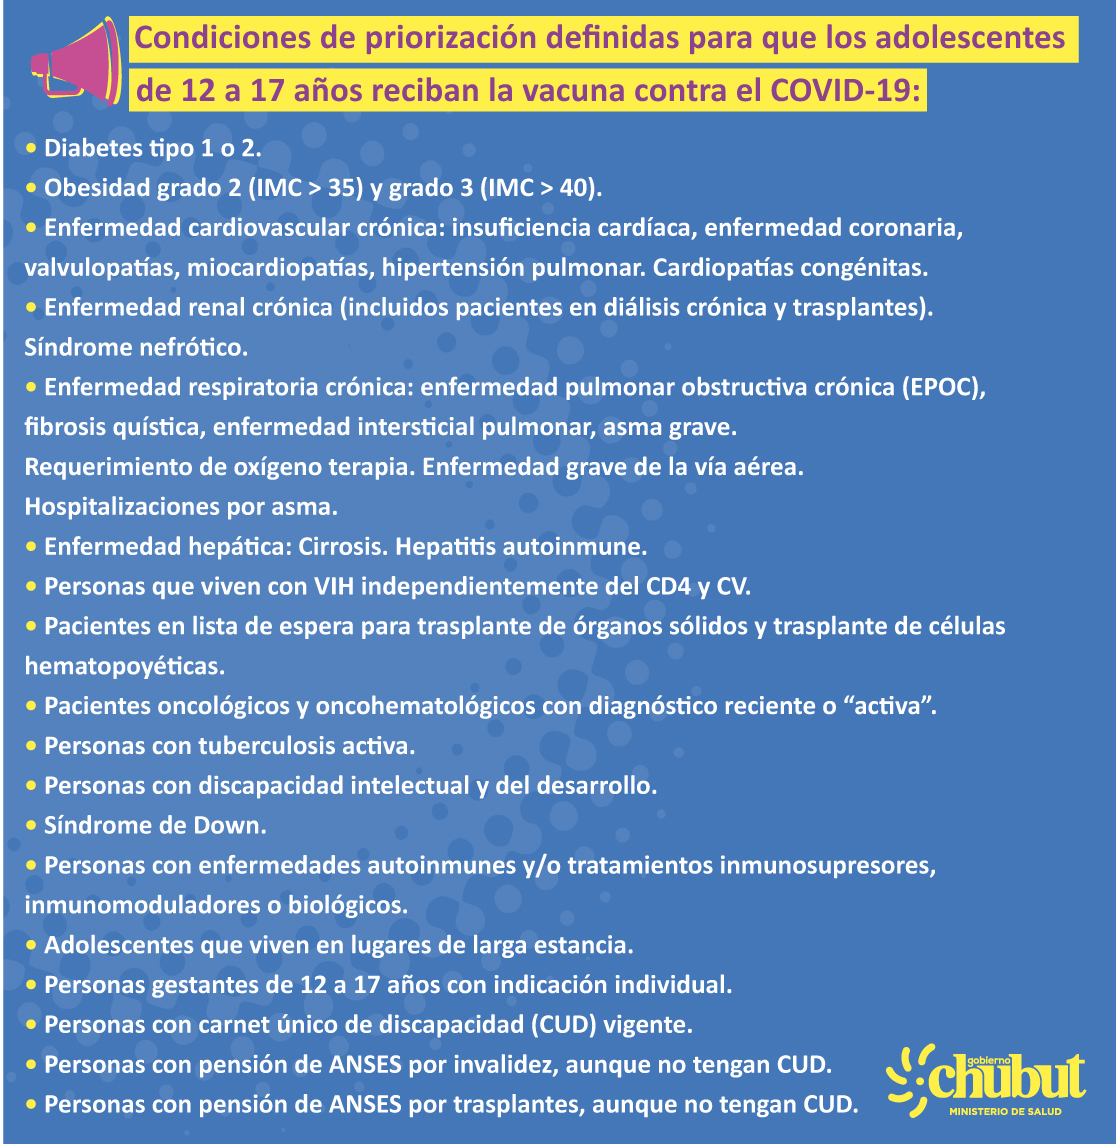 Condiciones de priorización definidas para que los adolescentes
de 12 a 17 años reciban la vacuna contra el COVID-19:
• Diabetes tipo 1 o 2.
• Obesidad grado 2 (IMC > 35) y grado 3 (IMC > 40).
• Enfermedad cardiovascular crónica: insuficiencia cardíaca, enfermedad coronaria,
valvulopatías, miocardiopatías, hipertensión pulmonar. Cardiopatías congénitas.
• Enfermedad renal crónica (incluidos pacientes en diálisis crónica y trasplantes).
Síndrome nefrótico.
• Enfermedad respiratoria crónica: enfermedad pulmonar obstructiva crónica (EPOC),
fibrosis quística, enfermedad intersticial pulmonar, asma grave.
Requerimiento de oxígeno terapia. Enfermedad grave de la vía aérea.
Hospitalizaciones por asma.
• Enfermedad hepática: Cirrosis. Hepatitis autoinmune.
• Personas que viven con VIH independientemente del CD4 y CV.
• Pacientes en lista de espera para trasplante de órganos sólidos y trasplante de células
hematopoyéticas.
• Pacientes oncológicos y oncohematológicos con diagnóstico reciente o “activa”.
• Personas con tuberculosis activa.
• Personas con discapacidad intelectual y del desarrollo.
• Síndrome de Down.
• Personas con enfermedades autoinmunes y/o tratamientos inmunosupresores,
inmunomoduladores o biológicos.
• Adolescentes que viven en lugares de larga estancia.
• Personas gestantes de 12 a 17 años con indicación individual.
• Personas con carnet único de discapacidad (CUD) vigente.
• Personas con pensión de ANSES por invalidez, aunque no tengan CUD.
• Personas con pensión de ANSES por trasplantes, aunque no tengan CUD.
gobierno
chubut
MINISTERIO DE SALUD